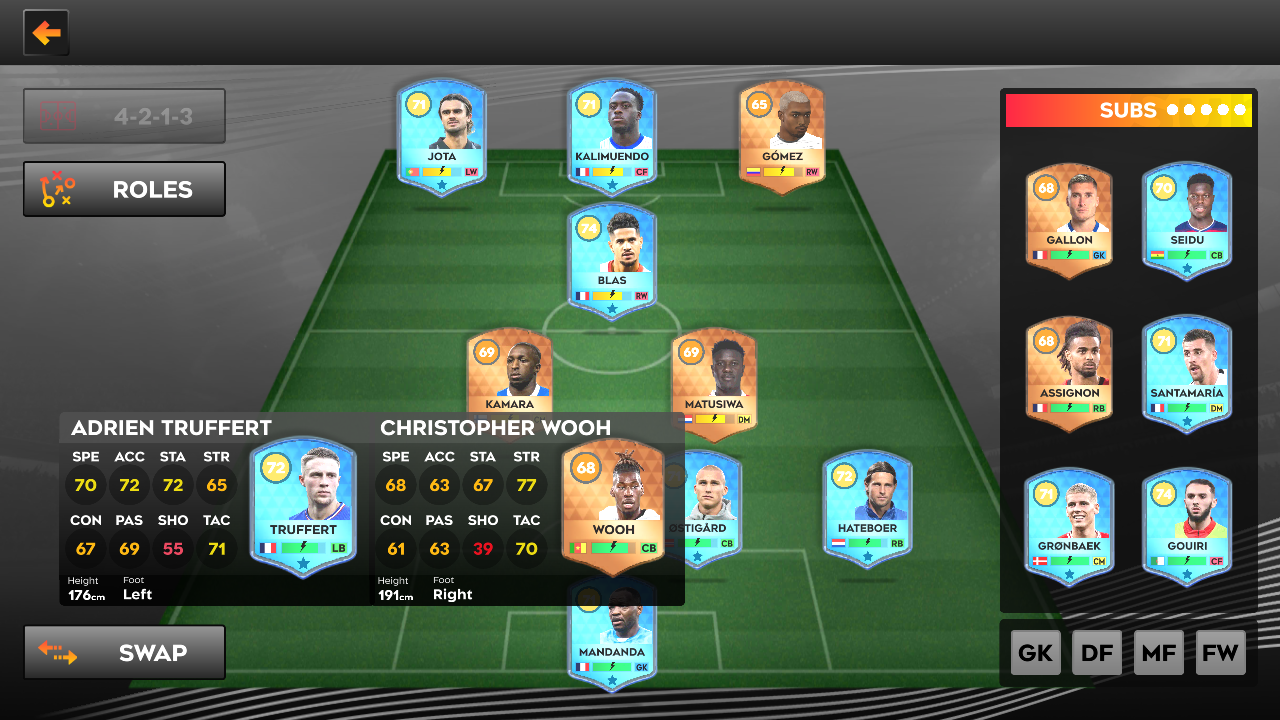 4-2-1-3
ROLES
71
JOTA
LW
71
KALIMUENDO
CF
65
GÓMEZ
RW
74
BLAS
RW
69
KAMARA
69
MATUSIWA
DM
ADRIEN TRUFFERT
SPE ACC STA STR
70 72 72 65
CON PAS SHO TAC
67 69 55 71
Height Foot
176cm Left
72
TRUFFERT
LB
CHRISTOPHER WOOH
SPE ACC STA STR
68 63 67 77
CON PAS SHO TAC
61 63 39 70
Height Foot
191cm Right
68
WOOH
CB
ØSTIGÅRD
CB
72
HATEBOER
RB
MANDANDA
GK
SWAP
SUBS
68
GALLON
GK
70
SEIDU
CB
68
ASSIGNON
RB
71
SANTAMARÍA
DM
71
GRØNBAEK
CM
74
GOUIRI
CF
GK DF MF FW